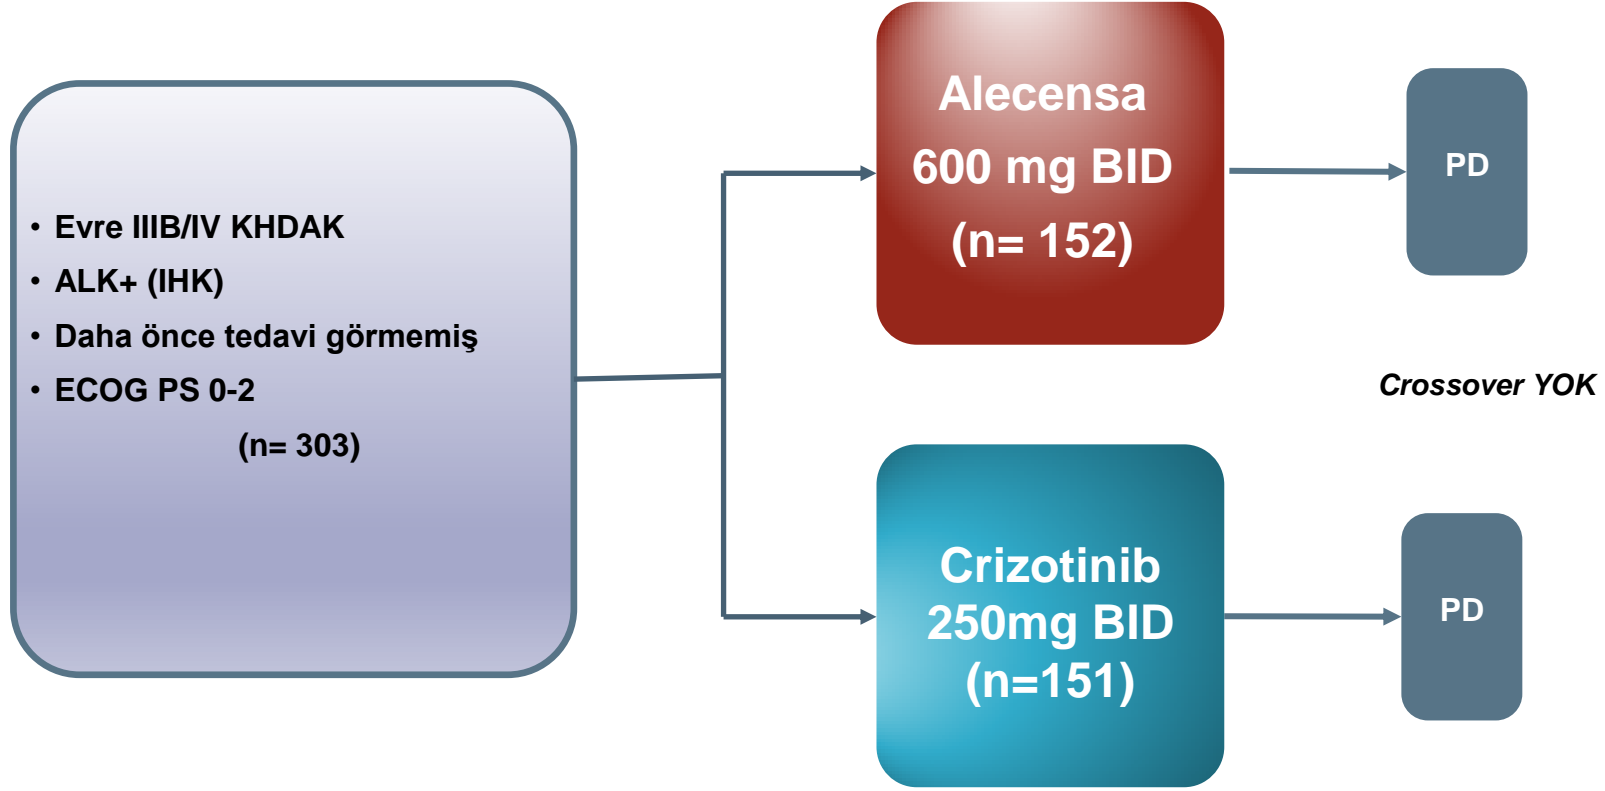 • Evre IIIB/IV KHDAK
• ALK+ (IHK)
• Daha önce tedavi görmemiş
• ECOG PS 0-2
(n= 303)
Alecensa
600 mg BID
(n= 152)
PD
Crossover YOK
Crizotinib
250mg BID
(n=151)
PD